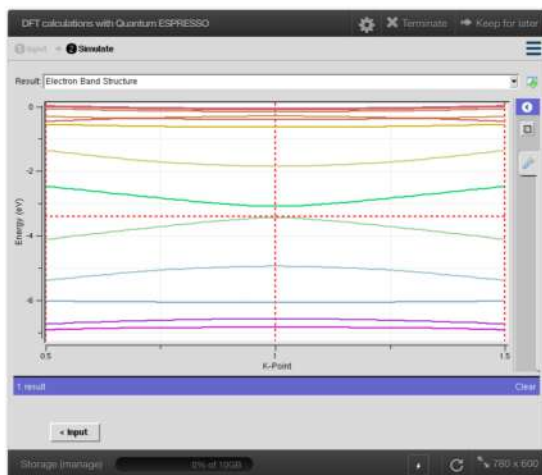 DFT calculations with Quantum ESPRESSO
Terminate
Keep for later
1 Input
2 Simulate
Result: Electron Band Structure
0
-2
-4
-6
Energy (eV)
0.5
1
1.5
K-Point
1 result
Clear
< Input
Storage (manage)
0% of 10GB
780 x 600